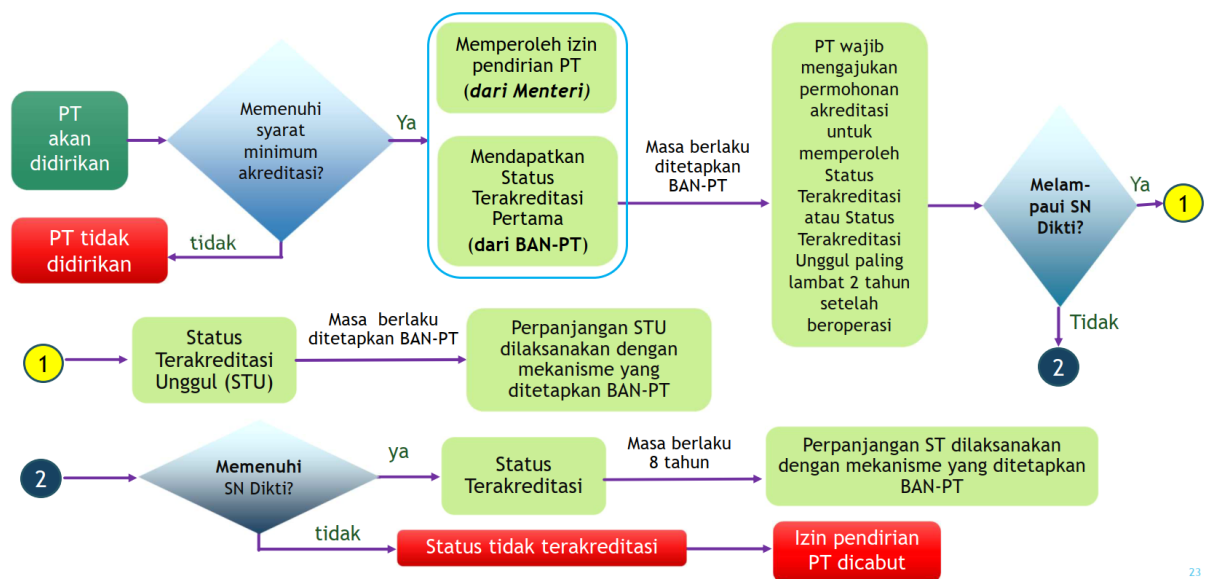 PT
akan
didirikan
Memenuhi
syarat
minimum
akreditasi?
Ya
tidak
PT tidak
didirikan
Memperoleh izin
pendirian PT
(dari Menteri)
Mendapatkan
Status
Terakreditasi
Pertama
(dari BAN-PT)
Masa berlaku
ditetapkan
BAN-PT
PT wajib
mengajukan
permohonan
akreditasi
untuk
memperoleh
Status
Terakreditasi
atau Status
Terakreditasi
Unggul paling
lambat 2 tahun
setelah
beroperasi
Melam-
paui SN
Dikti?
Ya
1
Tidak
2
1
Status
Terakreditasi
Unggul (STU)
Masa berlaku
ditetapkan BAN-PT
Perpanjangan STU
dilaksanakan dengan
mekanisme yang
ditetapkan BAN-PT
2
Memenuhi
SN Dikti?
ya
Status
Terakreditasi
Masa berlaku
8 tahun
Perpanjangan ST dilaksanakan
dengan mekanisme yang ditetapkan
BAN-PT
tidak
Status tidak terakreditasi
Izin pendirian
PT dicabut
23